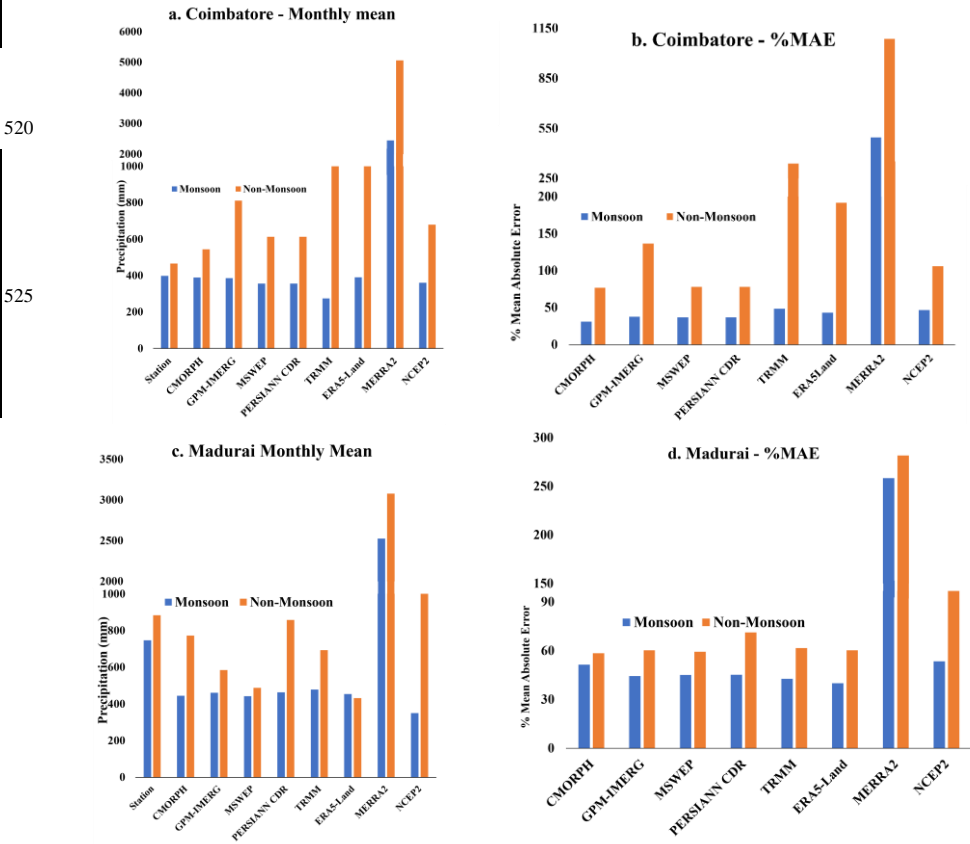 a. Coimbatore - Monthly mean
6000
5000
4000
3000
2000
1000
800
600
400
200
0
Precipitation (mm)
Monsoon Non-Monsoon
Station
CMORPH
GPM-IMERG
MSWEP
PERSIANN CDR
TRMM
ERA5-Land
MERRA2
NCEP2
b. Coimbatore - %MAE
1150
850
550
250
200
150
100
50
0
% Mean Absolute Error
Monsoon Non-Monsoon
CMORPH
GPM-IMERG
MSWEP
PERSIANN CDR
TRMM
ERA5Land
MERRA2
NCEP2
520
525
c. Madurai Monthly Mean
3500
3000
2500
2000
1000
800
600
400
200
0
Precipitation (mm)
Monsoon Non-Monsoon
Station
CMORPH
GPM-IMERG
MSWEP
PERSIANN CDR
TRMM
ERA5-Land
MERRA2
NCEP2
d. Madurai - %MAE
300
250
200
150
90
60
30
0
% Mean Absolute Error
Monsoon Non-Monsoon
CMORPH
GPM-IMERG
MSWEP
PERSIANN CDR
TRMM
ERA5-Land
MERRA2
NCEP2